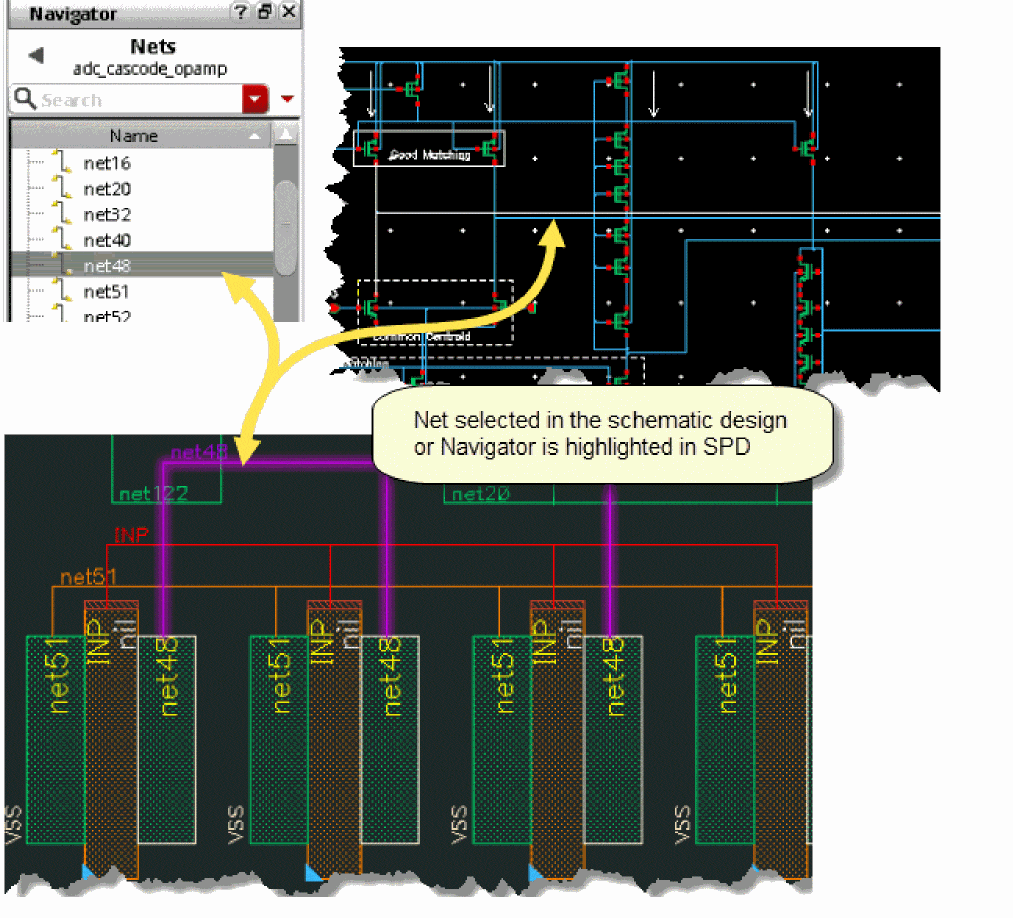 Navigator
Nets
adc_cascode_opamp
Search
Name
net16
net20
net32
net40
net48
net51
net52
Good Matching
Common Centroid
Net selected in the schematic design
or Navigator is highlighted in SPD
net48
net122
net20
INP
net51
net51
INP
nil
net48
net51
INP
nil
net48
net51
INP
nil
net48
net51
INP
nil
vss
vss
vss
vss